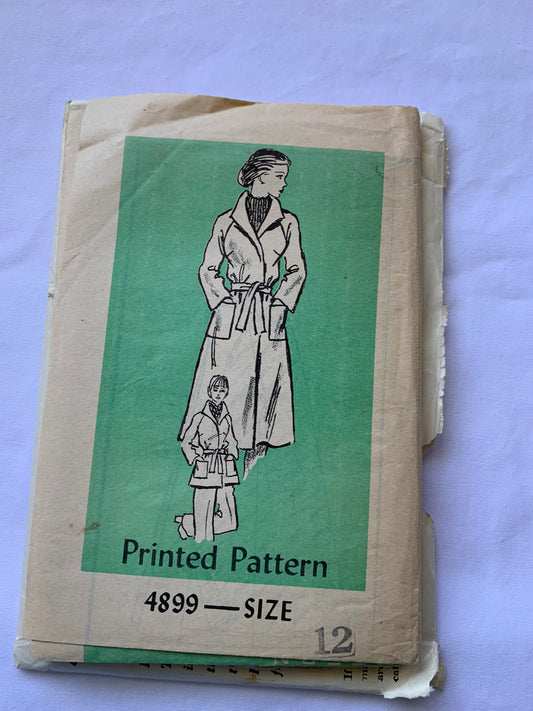 Printed Pattern
4899 — SIZE
12